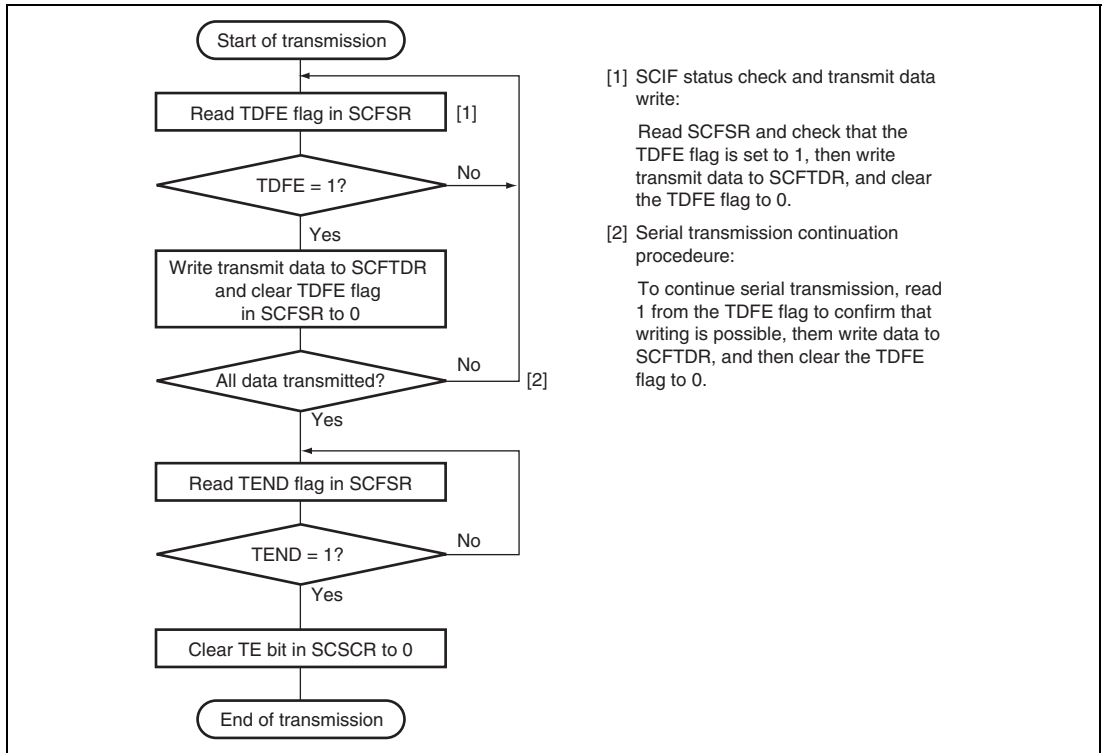 Start of transmission
Read TDFE flag in SCFSR
[1]
TDFE = 1?
No
Yes
Write transmit data to SCFTDR
and clear TDFE flag
in SCFSR to 0
All data transmitted?
No
[2]
Yes
Read TEND flag in SCFSR
TEND = 1?
No
Yes
Clear TE bit in SCSCR to 0
End of transmission
[1] SCIF status check and transmit data
write:
Read SCFSR and check that the
TDFE flag is set to 1, then write
transmit data to SCFTDR, and clear
the TDFE flag to 0.
[2] Serial transmission continuation
procedeure:
To continue serial transmission, read
1 from the TDFE flag to confirm that
writing is possible, them write data to
SCFTDR, and then clear the TDFE
flag to 0.